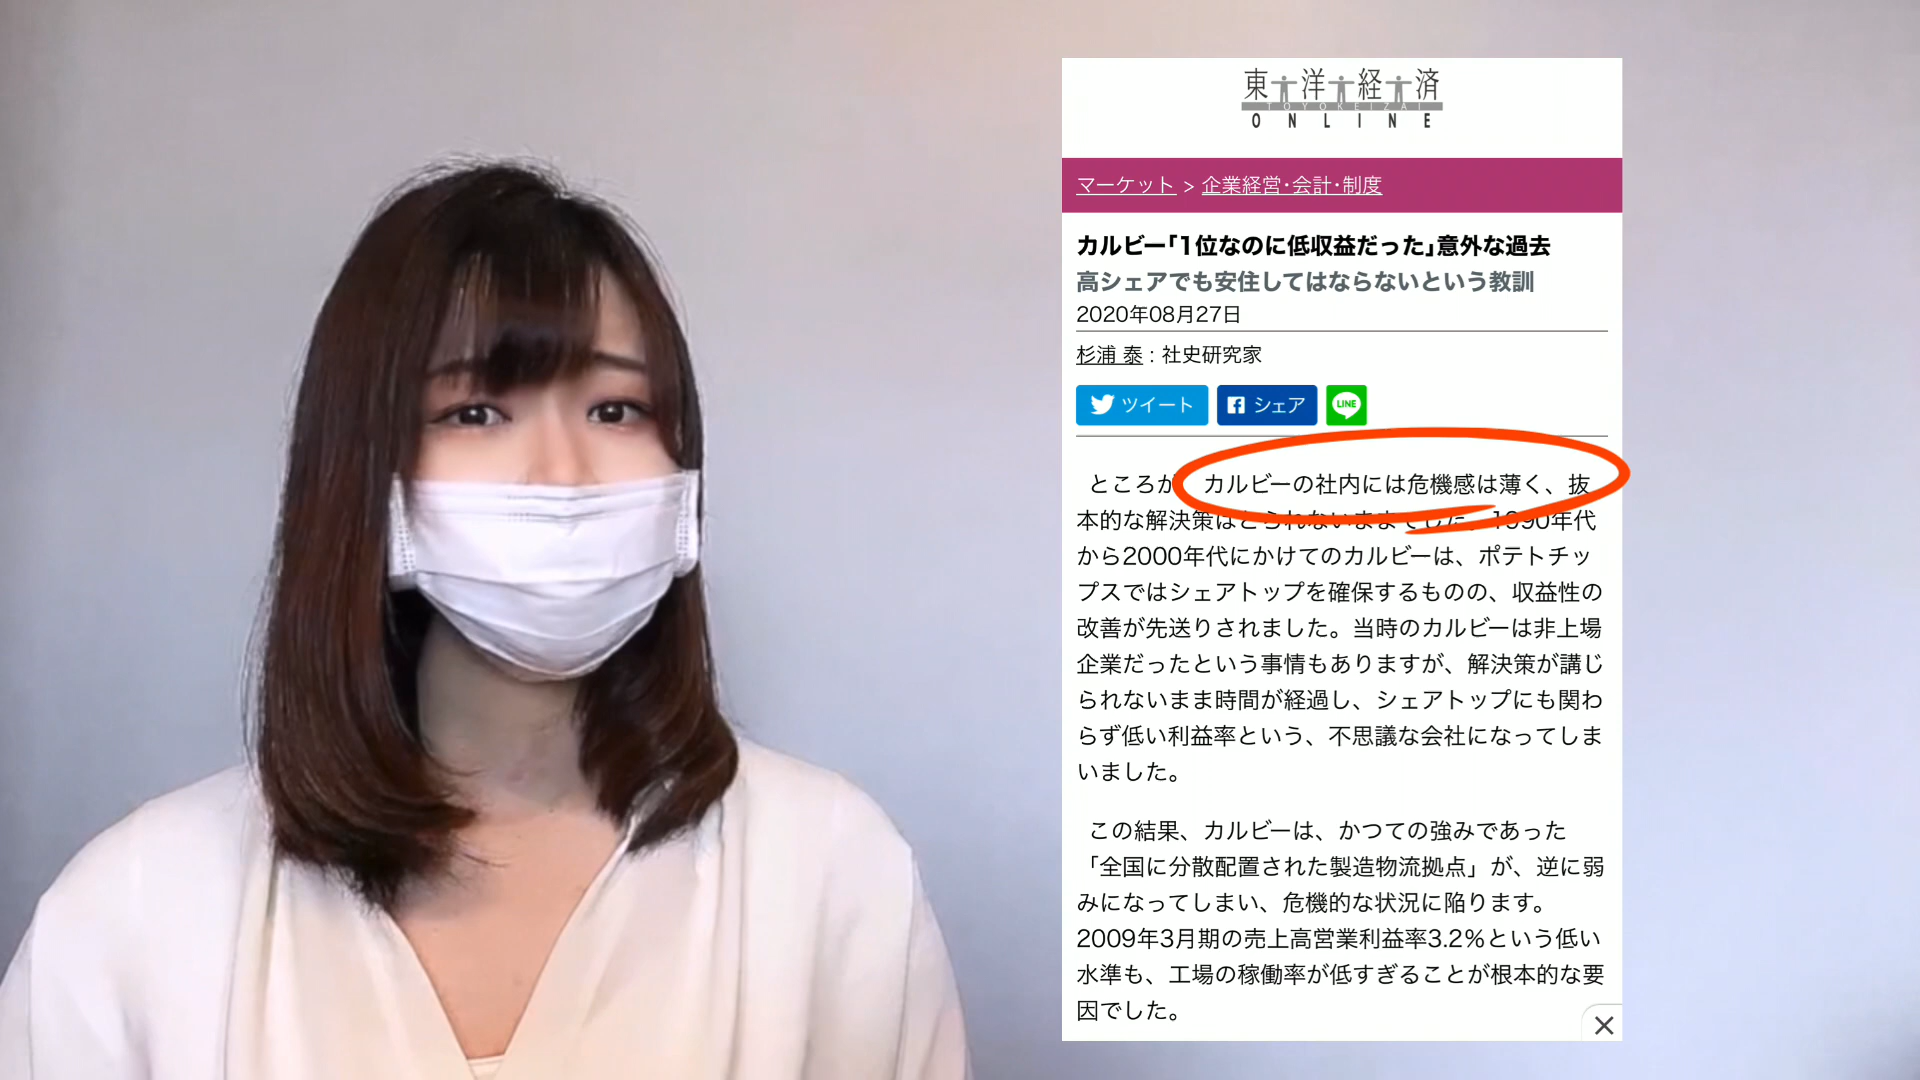 東洋経済
TOYOKEIZAI
ONLINE
マーケット > 企業経営・会計・制度
カルビー「1位なのに低収益だった」意外な過去
高シェアでも安住してはならないという教訓
2020年08月27日
杉浦 泰 : 社史研究家
ツイート シェア LINE
ところが、カルビーの社内には危機感は薄く、抜
本的な解決策はとられないままでした。1990年代
から2000年代にかけてのカルビーは、ポテトチッ
プスではシェアトップを確保するものの、収益性の
改善が先送りされました。当時のカルビーは非上場
企業だったという事情もありますが、解決策が講じ
られないまま時間が経過し、シェアトップにも関わ
らず低い利益率という、不思議な会社になってしま
いました。
この結果、カルビーは、かつての強みであった
「全国に分散配置された製造物流拠点」が、逆に弱
みになってしまい、危機的な状況に陥ります。
2009年3月期の売上高営業利益率3.2%という低い
水準も、工場の稼働率が低すぎることが根本的な要
因でした。